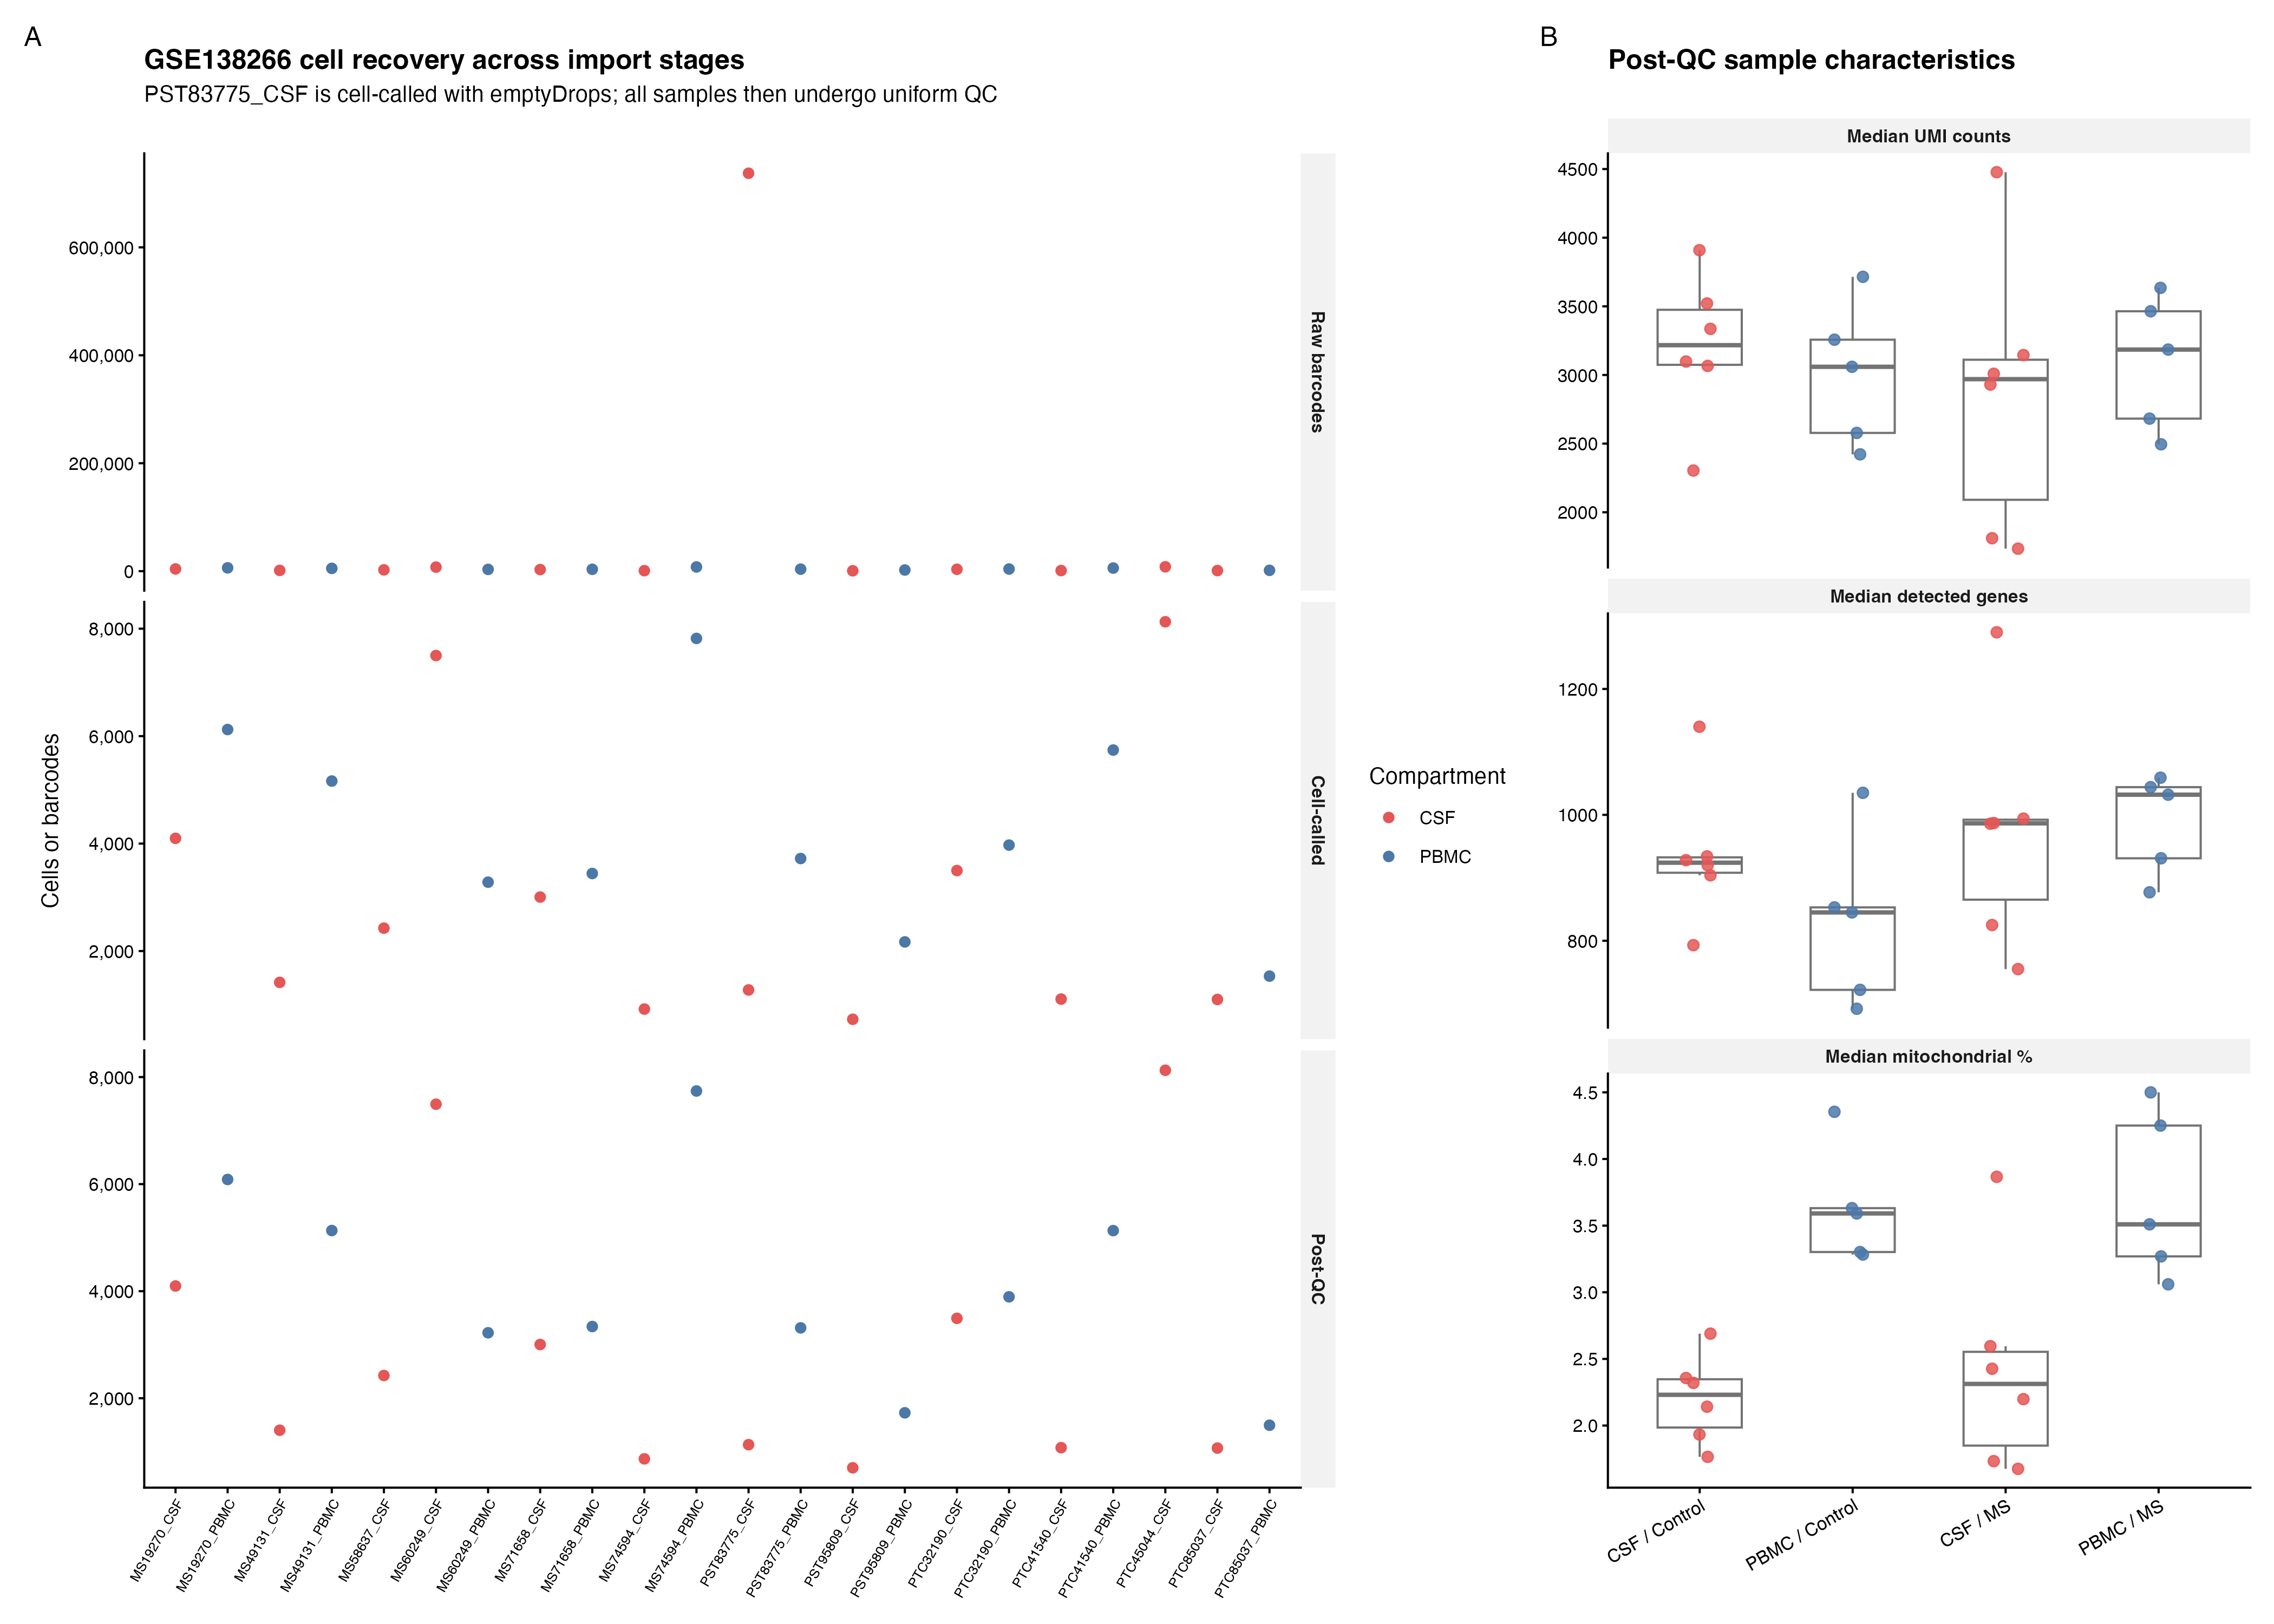 A
GSE138266 cell recovery across import stages
PST83775_CSF is cell-called with emptyDrops; all samples then undergo uniform QC
Cells or barcodes
600,000
400,000
200,000
0
Raw barcodes
8,000
6,000
4,000
2,000
Cell-called
8,000
6,000
4,000
2,000
Post-QC
MS19270_CSF
MS19270_PBMC
MS49131_CSF
MS49131_PBMC
MS58637_CSF
MS60249_CSF
MS60249_PBMC
MS71658_CSF
MS71658_PBMC
MS74594_CSF
MS74594_PBMC
PST83775_CSF
PST83775_PBMC
PST95809_CSF
PST95809_PBMC
PTC32190_CSF
PTC32190_PBMC
PTC41540_CSF
PTC41540_PBMC
PTC45044_CSF
PTC85037_CSF
PTC85037_PBMC
Compartment
CSF
PBMC
B
Post-QC sample characteristics
Median UMI counts
4500
4000
3500
3000
2500
2000
Median detected genes
1200
1000
800
Median mitochondrial %
4.5
4.0
3.5
3.0
2.5
2.0
CSF / Control
PBMC / Control
CSF / MS
PBMC / MS